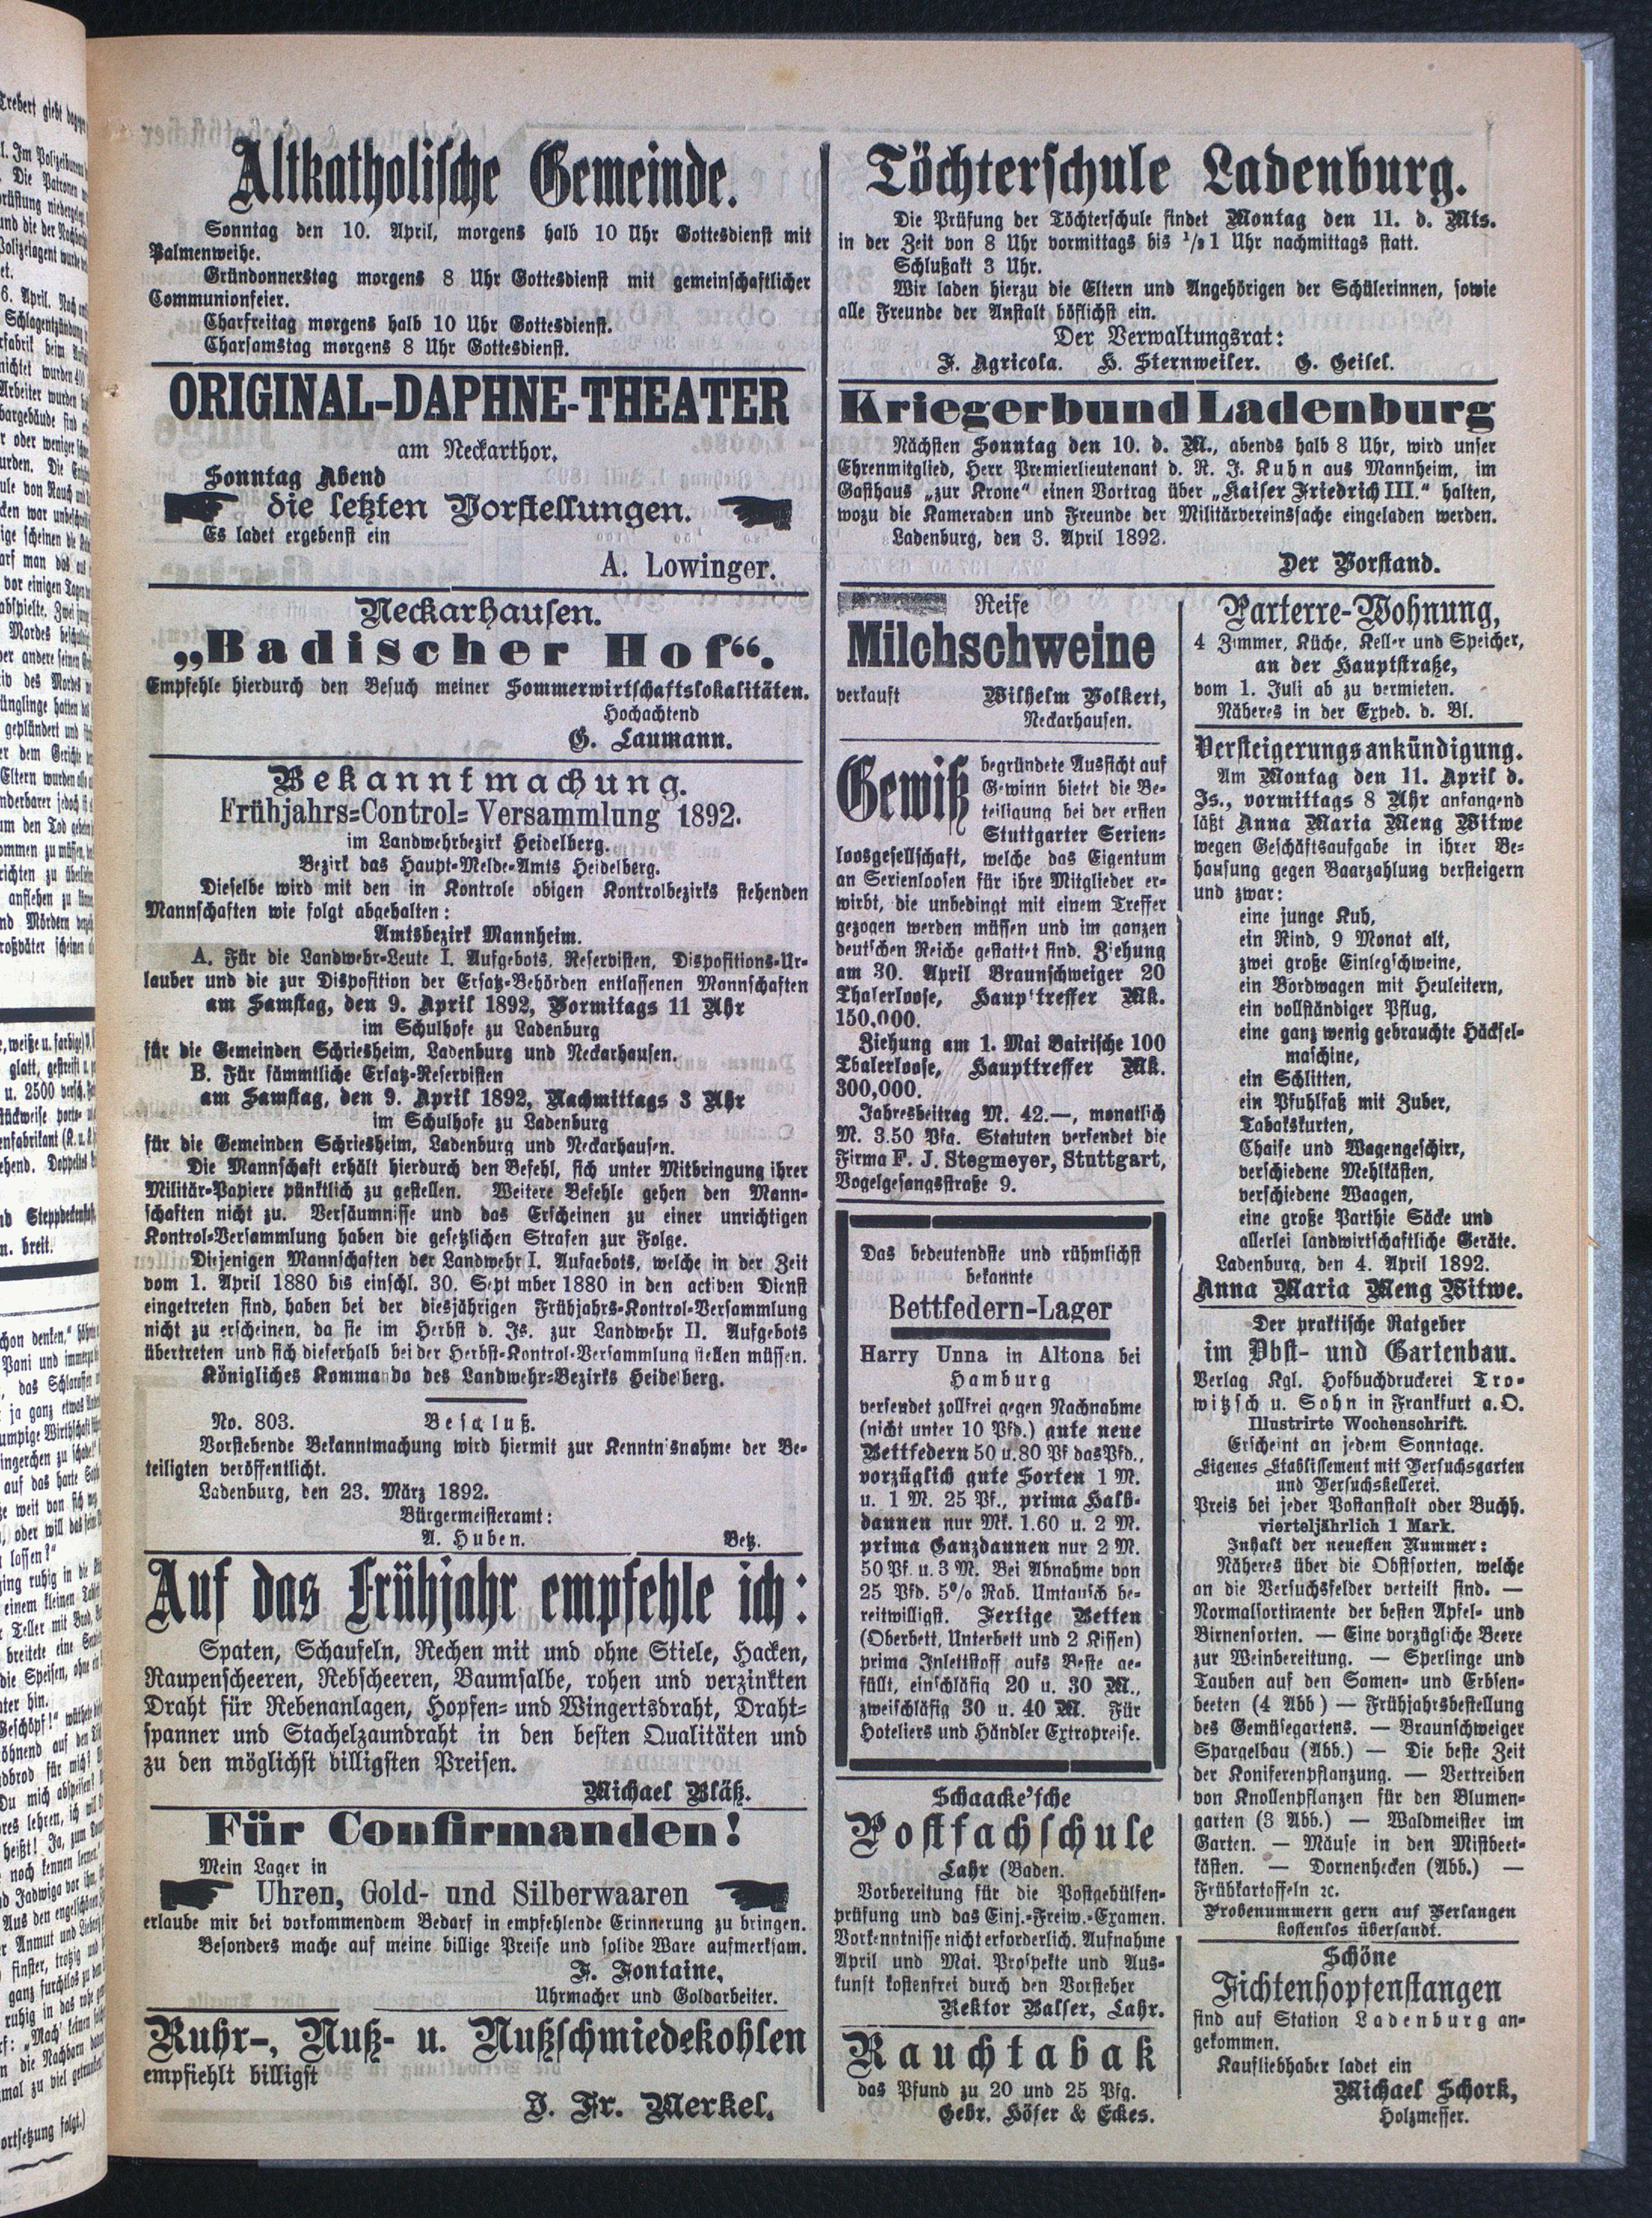 Altkatholische Gemeinde.
Sonntag den 10. April, morgens halb 10 Uhr Gottesdienst mit
Palmenweihe.
Gründonnerstag morgens 8 Uhr Gottesdienst mit gemeinschaftlicher
Communionfeier.
Charfreitag morgens halb 10 Uhr Gottesdienst.
Charsamstag morgens 8 Uhr Gottesdienst.
ORIGINAL-DAPHNE-THEATER
am Neckarthor.
Sonntag Abend
die letzten Vorstellungen.
Es ladet ergebenst ein
A. Lowinger.
Neckarhausen.
„Badischer Hof“.
Empfehle hierdurch den Besuch meiner Sommerwirtschaftslokalitäten.
Hochachtend
G. Laumann.
Bekanntmachung.
Frühjahrs=Control=Versammlung 1892.
im Landwehrbezirk Heidelberg.
Bezirk das Haupt-Melde-Amts Heidelberg.
Dieselbe wird mit den in Kontrole obigen Kontrolbezirks stehenden
Mannschaften wie folgt abgehalten:
Amtsbezirk Mannheim.
A. Für die Landwehr-Leute I. Aufgebots, Reservisten, Dispositions-Ur-
lauber und die zur Disposition der Ersatz-Behörden entlassenen Mannschaften
am Samstag, den 9. April 1892, Vormitags 11 Uhr
im Schulhofe zu Ladenburg
für die Gemeinden Schriesheim, Ladenburg und Neckarhausen.
B. Für sämmtliche Ersatz-Reservisten
am Samstag, den 9. April 1892, Nachmittags 3 Uhr
im Schulhofe zu Ladenburg
für die Gemeinden Schriesheim, Ladenburg und Neckarhausen.
Die Mannschaft erhält hierdurch den Befehl, sich unter Mitbringung ihrer
Militär-Papiere pünktlich zu gestellen. Weitere Befehle gehen den Mann-
schaften nicht zu. Versäumnisse und das Erscheinen zu einer unrichtigen
Kontrol-Versammlung haben die gesetzlichen Strafen zur Folge.
Diejenigen Mannschaften der Landwehr I. Aufgebots, welche in der Zeit
vom 1. April 1880 bis einschl. 30. Sept mber 1880 in den activen Dienst
eingetreten sind, haben bei der diesjährigen Frühjahrs-Kontrol-Versammlung
nicht zu erscheinen, da sie im Herbst d. Js. zur Landwehr II. Aufgebots
übertreten und sich dieserhalb bei der Herbst-Kontrol-Versammlung stellen müssen.
Königliches Kommando des Landwehr-Bezirks Heidelberg.
No. 803. Beschluß.
Vorstehende Bekanntmachung wird hiermit zur Kenntnisnahme der Be-
teiligten veröffentlicht.
Ladenburg, den 23. März 1892.
Bürgermeisteramt:
A. Huben. Betz.
Auf das Frühjahr empfehle ich:
Spaten, Schaufeln, Rechen mit und ohne Stiele, Hacken,
Raupenscheeren, Rebscheeren, Baumsalbe, rohen und verzinkten
Draht für Rebenanlagen, Hopfen- und Wingertsdraht, Draht-
spanner und Stachelzaundraht in den besten Qualitäten und
zu den möglichst billigsten Preisen.
Michael Bläß.
Für Confirmanden!
Mein Lager in
Uhren, Gold- und Silberwaaren
erlaube mir bei vorkommendem Bedarf in empfehlende Erinnerung zu bringen.
Besonders mache auf meine billige Preise und solide Ware aufmerksam.
F. Fontaine,
Uhrmacher und Goldarbeiter.
Ruhr-, Nuß- u. Nußschmiedekohlen
empfiehlt billigst
J. Fr. Merkel.
Töchterschule Ladenburg.
Die Prüfung der Töchterschule findet Montag den 11. d. Mts.
in der Zeit von 8 Uhr vormittags bis 1/2 1 Uhr nachmittags statt.
Schlußakt 3 Uhr.
Wir laden hierzu die Eltern und Angehörigen der Schülerinnen, sowie
alle Freunde der Anstalt höflichst ein.
Der Verwaltungsrat:
F. Agricola. H. Sternweiler. G. Geisel.
Kriegerbund Ladenburg
Nächsten Sonntag den 10. d. M., abends halb 8 Uhr, wird unser
Ehrenmitglied, Herr Premierlieutenant d. R. J. Kuhn aus Mannheim, im
Gasthaus „zur Krone“ einen Vortrag über „Kaiser Friedrich III.“ halten,
wozu die Kameraden und Freunde der Militärvereinssache eingeladen werden.
Ladenburg, den 3. April 1892.
Der Vorstand.
Reife
Milchschweine
verkauft Wilhelm Volkert,
Neckarhausen.
Gewiß begründete Aussicht auf
Gewinn bietet die Be-
teiligung bei der ersten
Stuttgarter Serien=
loosgesellschaft, welche das Eigentum
an Serienloosen für ihre Mitglieder er-
wirbt, die unbedingt mit einem Treffer
gezogen werden müssen und im ganzen
deutschen Reiche gestattet sind. Ziehung
am 30. April Braunschweiger 20
Thalerloose, Haupttreffer Mk.
150,000.
Ziehung am 1. Mai Bairische 100
Thalerloose, Haupttreffer Mk.
300,000.
Jahresbeitrag M. 42.—, monatlich
M. 3.50 Pfg. Statuten versendet die
Firma F. J. Stegmeyer, Stuttgart,
Vogelgesangsstraße 9.
Das bedeutendste und rühmlichst
bekannte
Bettfedern-Lager
Harry Unna in Altona bei
Hamburg
versendet zollfrei gegen Nachnahme
(nicht unter 10 Pfd.) gute neue
Bettfedern 50 u. 80 Pf das Pfd.,
vorzüglich gute Sorten 1 M.
u. 1 M. 25 Pf., prima Halb-
daunen nur Mk. 1.60 u. 2 M.
prima Ganzdaunen nur 2 M.
50 Pf. u. 3 M. Bei Abnahme von
25 Pfd. 5% Rab. Umtausch be-
reitwilligst. Fertige Betten
(Oberbett, Unterbett und 2 Kissen)
prima Inlettstoff aufs Beste ge-
füllt, einschläfig 20 u. 30 M.,
zweischläfig 30 u. 40 M. Für
Hoteliers und Händler Extrapreise.
Schaacke'sche
Postfachschule
Lahr (Baden.
Vorbereitung für die Postgehülfen-
prüfung und das Einj.-Freiw.-Examen.
Vorkenntnisse nicht erforderlich. Aufnahme
April und Mai. Prospekte und Aus-
kunft kostenfrei durch den Vorsteher
Rektor Balser, Lahr.
Rauchtabak
das Pfund zu 20 und 25 Pfg.
Gebr. Höfer & Eckes.
Parterre-Wohnung,
4 Zimmer, Küche, Keller und Speicher,
an der Hauptstraße,
vom 1. Juli ab zu vermieten.
Näheres in der Exped. d. Bl.
Versteigerungsankündigung.
Am Montag den 11. April d.
Js., vormittags 8 Uhr anfangend
läßt Anna Maria Meng Witwe
wegen Geschäftsaufgabe in ihrer Be-
hausung gegen Baarzahlung versteigern
und zwar:
eine junge Kuh,
ein Rind, 9 Monat alt,
zwei große Einlegschweine,
ein Bordwagen mit Heuleitern,
ein vollständiger Pflug,
eine ganz wenig gebrauchte Häcksel-
maschine,
ein Schlitten,
ein Pfuhlfaß mit Zuber,
Tabakskurten,
Chaise und Wagengeschirr,
verschiedene Mehlkästen,
verschiedene Waagen,
eine große Parthie Säcke und
allerlei landwirtschaftliche Geräte.
Ladenburg, den 4. April 1892.
Anna Maria Meng Witwe.
Der praktische Ratgeber
im Obst- und Gartenbau.
Verlag Kgl. Hofbuchdruckerei Tro-
witzsch u. Sohn in Frankfurt a. O.
Illustrirte Wochenschrift.
Erscheint an jedem Sonntage.
Eigenes Etablissement mit Versuchsgarten
und Versuchskellerei.
Preis bei jeder Postanstalt oder Buchh.
vierteljährlich 1 Mark.
Inhalt der neuesten Nummer:
Näheres über die Obstsorten, welche
an die Versuchsfelder verteilt sind. —
Normalsortimente der besten Apfel- und
Birnensorten. — Eine vorzügliche Beere
zur Weinbereitung. — Sperlinge und
Tauben auf den Samen- und Erbsen-
beeten (4 Abb ) — Frühjahrsbestellung
des Gemüsegartens. — Braunschweiger
Spargelbau (Abb.) — Die beste Zeit
der Koniferenpflanzung. — Vertreiben
von Knollenpflanzen für den Blumen-
garten (3 Abb.) — Waldmeister im
Garten. — Mäuse in den Mistbeet-
kästen. — Dornenhecken (Abb.) —
Frühkartoffeln ꝛc.
Probenummern gern auf Verlangen
kostenlos übersandt.
Schöne
Fichtenhopfenstangen
sind auf Station Ladenburg an-
gekommen.
Kaufliebhaber ladet ein
Michael Schork,
Holzmesser.